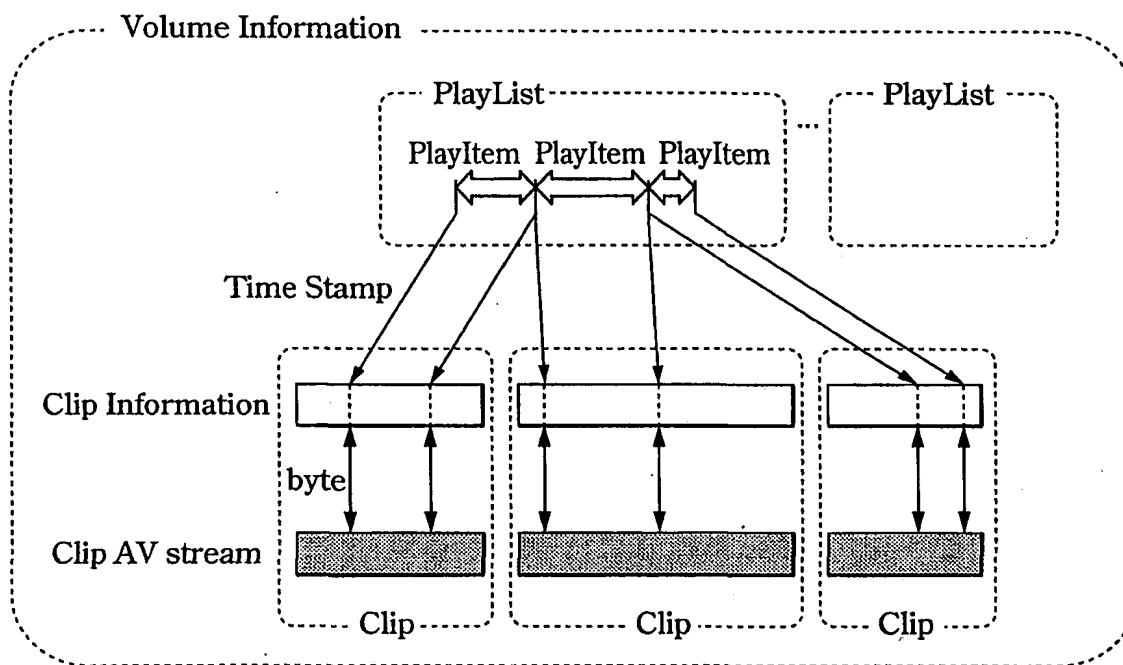 Volume Information
PlayList
PlayList
...
PlayItem PlayItem PlayItem
Time Stamp
Clip Information
byte
Clip AV stream
Clip
Clip
Clip